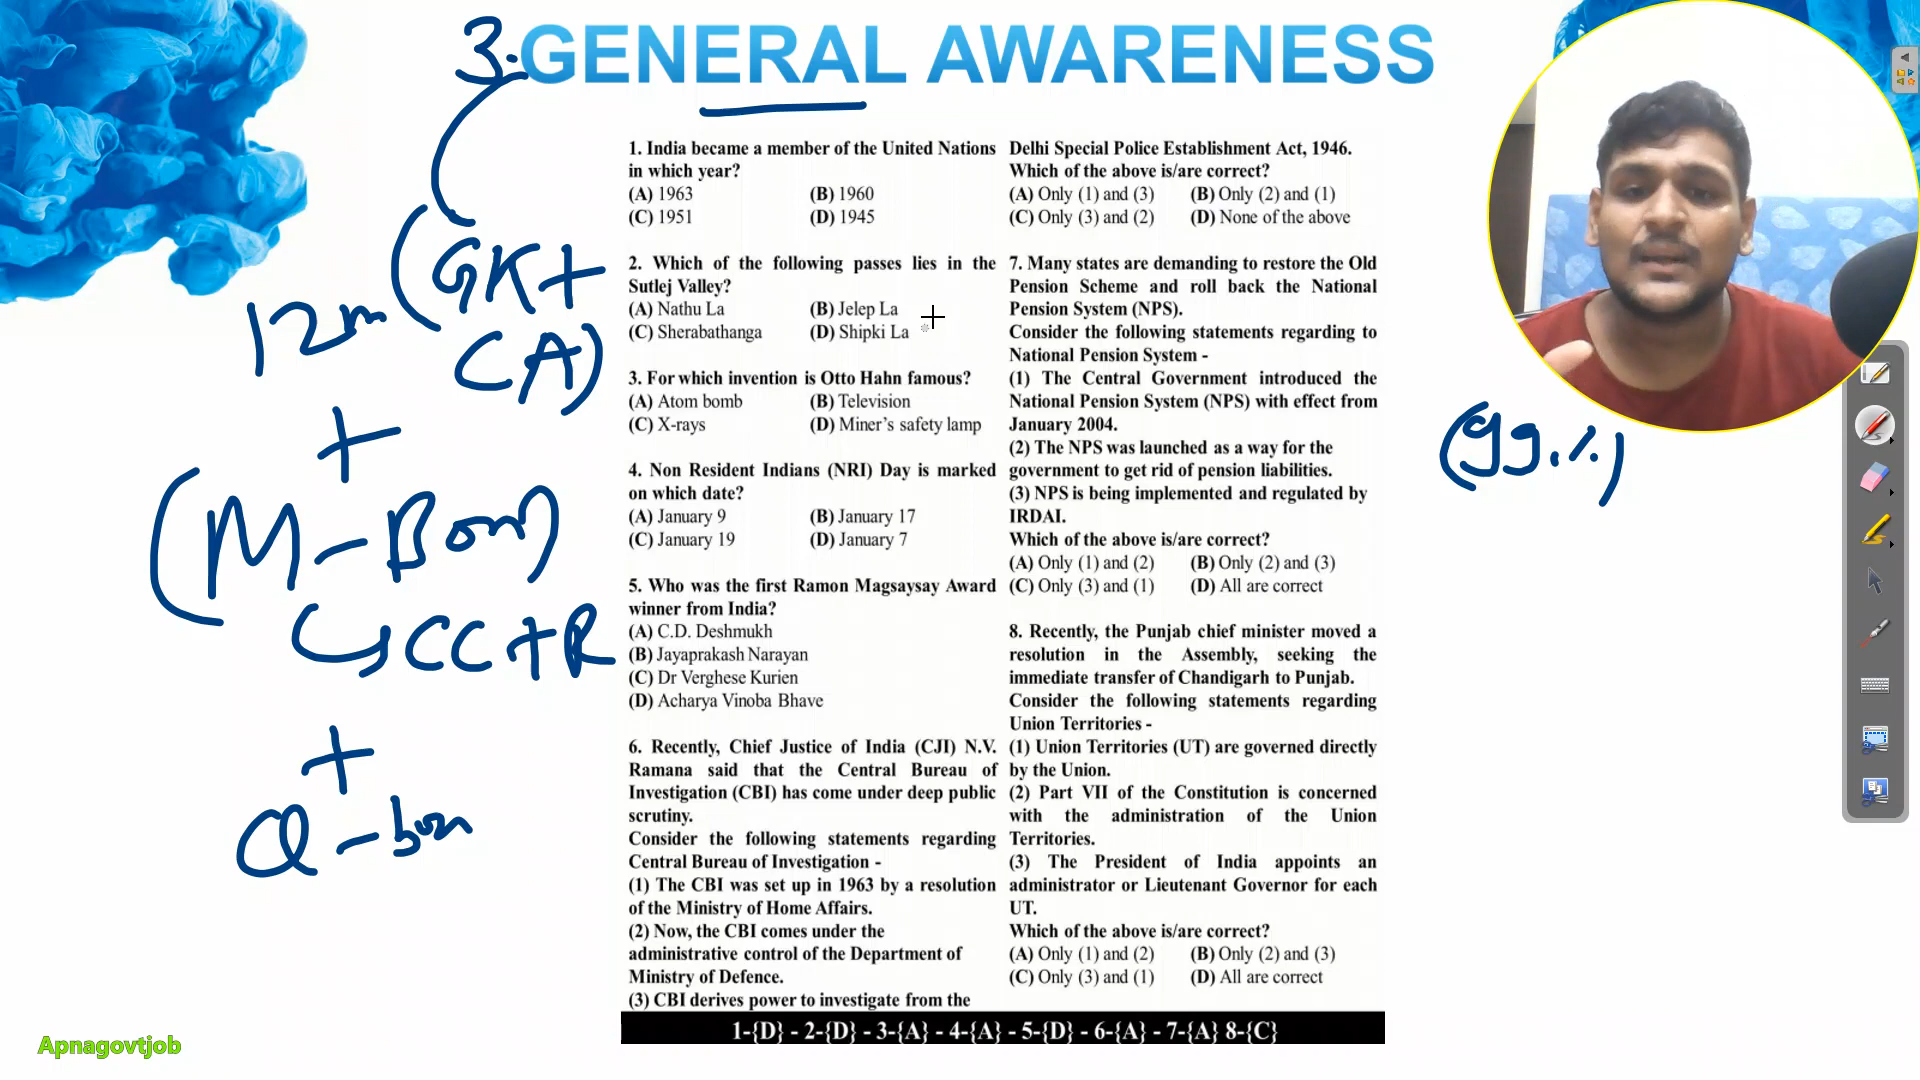 3. GENERAL AWARENESS
12m (GK+
CA)
+
(M-Bom)
CC+R
+
Q-bom
(99.%)
1. India became a member of the United Nations
in which year?
(A) 1963 (B) 1960
(C) 1951 (D) 1945
2. Which of the following passes lies in the
Sutlej Valley?
(A) Nathu La (B) Jelep La
(C) Sherabathanga (D) Shipki La
3. For which invention is Otto Hahn famous?
(A) Atom bomb (B) Television
(C) X-rays (D) Miner's safety lamp
4. Non Resident Indians (NRI) Day is marked
on which date?
(A) January 9 (B) January 17
(C) January 19 (D) January 7
5. Who was the first Ramon Magsaysay Award
winner from India?
(A) C.D. Deshmukh
(B) Jayaprakash Narayan
(C) Dr Verghese Kurien
(D) Acharya Vinoba Bhave
6. Recently, Chief Justice of India (CJI) N.V.
Ramana said that the Central Bureau of
Investigation (CBI) has come under deep public
scrutiny.
Consider the following statements regarding
Central Bureau of Investigation -
(1) The CBI was set up in 1963 by a resolution
of the Ministry of Home Affairs.
(2) Now, the CBI comes under the
administrative control of the Department of
Ministry of Defence.
(3) CBI derives power to investigate from the
Delhi Special Police Establishment Act, 1946.
Which of the above is/are correct?
(A) Only (1) and (3) (B) Only (2) and (1)
(C) Only (3) and (2) (D) None of the above
7. Many states are demanding to restore the Old
Pension Scheme and roll back the National
Pension System (NPS).
Consider the following statements regarding to
National Pension System -
(1) The Central Government introduced the
National Pension System (NPS) with effect from
January 2004.
(2) The NPS was launched as a way for the
government to get rid of pension liabilities.
(3) NPS is being implemented and regulated by
IRDAI.
Which of the above is/are correct?
(A) Only (1) and (2) (B) Only (2) and (3)
(C) Only (3) and (1) (D) All are correct
8. Recently, the Punjab chief minister moved a
resolution in the Assembly, seeking the
immediate transfer of Chandigarh to Punjab.
Consider the following statements regarding
Union Territories -
(1) Union Territories (UT) are governed directly
by the Union.
(2) Part VII of the Constitution is concerned
with the administration of the Union
Territories.
(3) The President of India appoints an
administrator or Lieutenant Governor for each
UT.
Which of the above is/are correct?
(A) Only (1) and (2) (B) Only (2) and (3)
(C) Only (3) and (1) (D) All are correct
1-{D} - 2-{D} - 3-{A} - 4-{A} - 5-{D} - 6-{A} - 7-{A} 8-{C}
Apnagovtjob